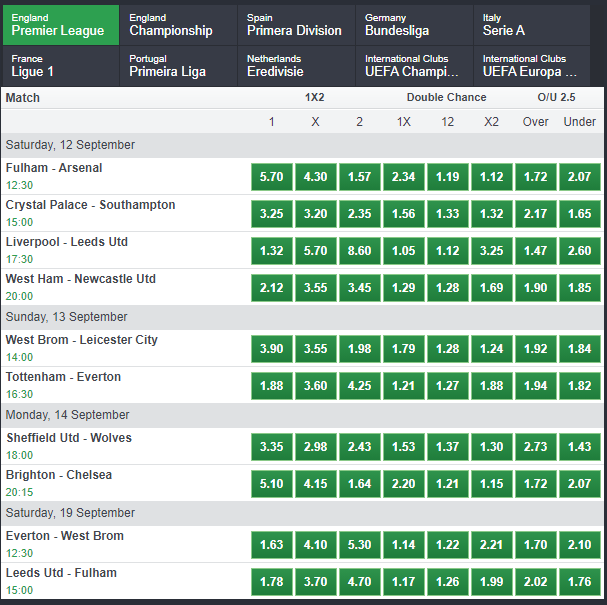 England England Spain Germany Italy
Premier League Championship Primera Division Bundesliga Serie A
France Portugal Netherlands International Clubs International Clubs
Ligue 1 Primeira Liga Eredivisie UEFA Champi... UEFA Europa ...
Match 1X2 Double Chance O/U 2.5
1 X 2 1X 12 X2 Over Under
Saturday, 12 September
Fulham - Arsenal 5.70 4.30 1.57 2.34 1.19 1.12 1.72 2.07
12:30
Crystal Palace - Southampton 3.25 3.20 2.35 1.56 1.33 1.32 2.17 1.65
15:00
Liverpool - Leeds Utd 1.32 5.70 8.60 1.05 1.12 3.25 1.47 2.60
17:30
West Ham - Newcastle Utd 2.12 3.55 3.45 1.29 1.28 1.69 1.90 1.85
20:00
Sunday, 13 September
West Brom - Leicester City 3.90 3.55 1.98 1.79 1.28 1.24 1.92 1.84
14:00
Tottenham - Everton 1.88 3.60 4.25 1.21 1.27 1.88 1.94 1.82
16:30
Monday, 14 September
Sheffield Utd - Wolves 3.35 2.98 2.43 1.53 1.37 1.30 2.73 1.43
18:00
Brighton - Chelsea 5.10 4.15 1.64 2.20 1.21 1.15 1.72 2.07
20:15
Saturday, 19 September
Everton - West Brom 1.63 4.10 5.30 1.14 1.22 2.21 1.70 2.10
12:30
Leeds Utd - Fulham 1.78 3.70 4.70 1.17 1.26 1.99 2.02 1.76
15:00